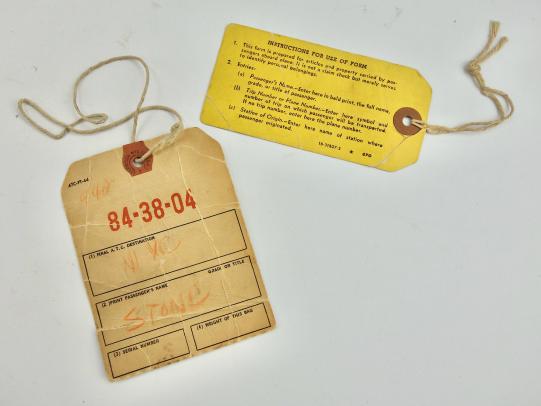 INSTRUCTIONS FOR USE OF FORM
1. This form is prepared for articles and property carried by pas-
sengers aboard plane. It is not a claim check but merely serves
to identify personal belongings.
2. Entries:
(a) Passenger's Name.—Enter here in bold print, the full name,
grade, or title of passenger.
(b) Trip Number or Plane Number.—Enter here symbol and
number of trip on which passenger will be transported.
If no trip number, enter here the plane number.
(c) Station of Origin.—Enter here name of station where
passenger originated.
GPO
84-38-04
(1) FINAL A. T. C. DESTINATION
GRADE OR TITLE
(2) PRINT PASSENGER'S NAME
STONE
(3) SERIAL NUMBER
(4) WEIGHT OF THIS BAG